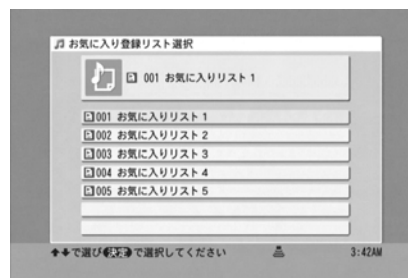 お気に入り登録リスト選択
001 お気に入りリスト 1
001 お気に入りリスト 1
002 お気に入りリスト 2
003 お気に入りリスト 3
004 お気に入りリスト 4
005 お気に入りリスト 5
↑↓で選び決定で選択してください 3:42AM